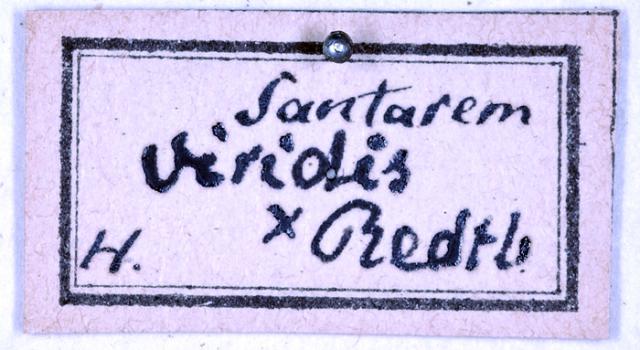 Santarem
viridis
x Redtb.
H.